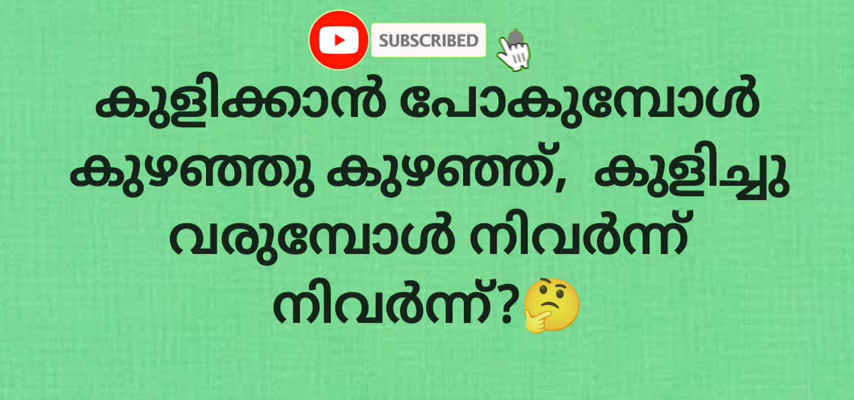 SUBSCRIBED
കുളിക്കാൻ പോകുമ്പോൾ
കുഴഞ്ഞു കുഴഞ്ഞ്, കുളിച്ചു
വരുമ്പോൾ നിവർന്ന്
നിവർന്ന്?🤔